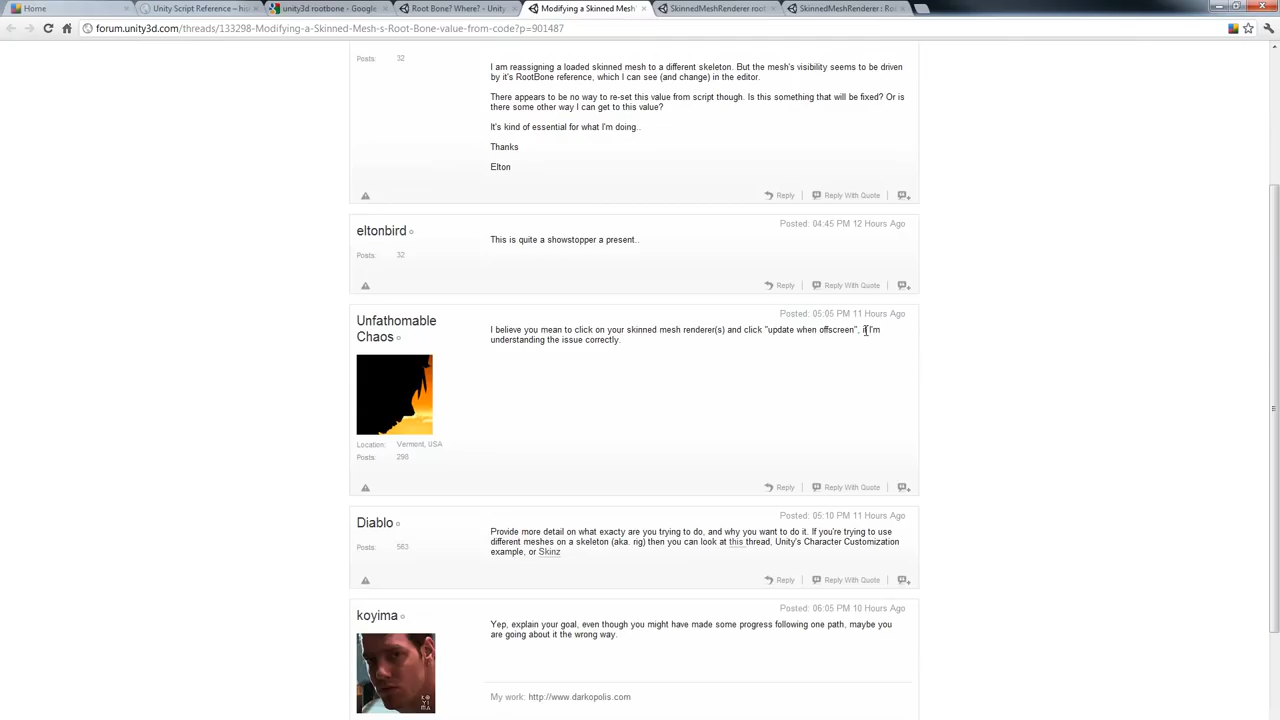 Home
Unity Script Reference – ho
unity3d rootbone - Google
Root Bone? Where? - Unity
Modifying a Skinned Mesh'
SkinnedMeshRenderer root
SkinnedMeshRenderer : Ro
forum.unity3d.com/threads/133298-Modifying-a-Skinned-Mesh-s-Root-Bone-value-from-code?p=901487
Posts: 32
I am reassigning a loaded skinned mesh to a different skeleton. But the mesh's visibility seems to be driven
by it's RootBone reference, which I can see (and change) in the editor.
There appears to be no way to re-set this value from script though. Is this something that will be fixed? Or is
there some other way I can get to this value?
It's kind of essential for what I'm doing..
Thanks
Elton
Reply | Reply With Quote |
Posted: 04:45 PM 12 Hours Ago
eltonbird
This is quite a showstopper a present..
Posts: 32
Reply | Reply With Quote |
Posted: 05:05 PM 11 Hours Ago
Unfathomable
Chaos
I believe you mean to click on your skinned mesh renderer(s) and click "update when offscreen", if I'm
understanding the issue correctly.
Location: Vermont, USA
Posts: 298
Reply | Reply With Quote |
Posted: 05:10 PM 11 Hours Ago
Diablo
Posts: 563
Provide more detail on what exacty are you trying to do, and why you want to do it. If you're trying to use
different meshes on a skeleton (aka. rig) then you can look at this thread, Unity's Character Customization
example, or Skinz
Reply | Reply With Quote |
Posted: 06:05 PM 10 Hours Ago
koyima
Yep, explain your goal, even though you might have made some progress following one path, maybe you
are going about it the wrong way.
KO
YI
MA
My work: http://www.darkopolis.com